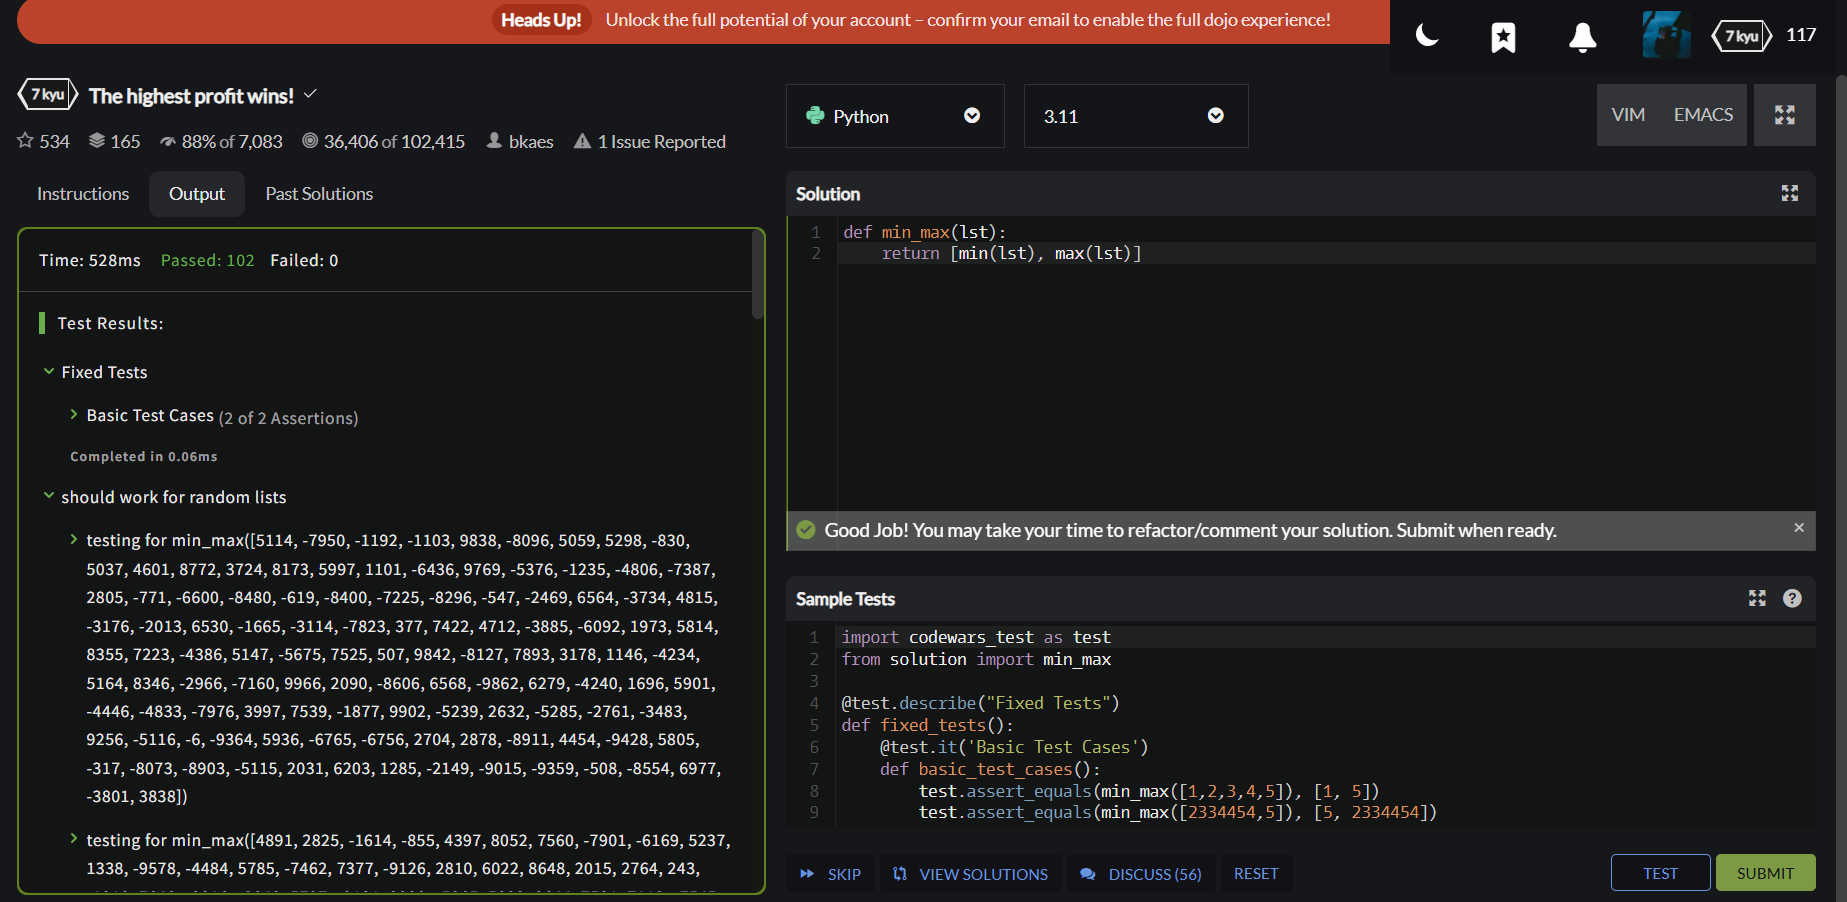 Heads Up! Unlock the full potential of your account – confirm your email to enable the full dojo experience!
7 kyu 117
7 kyu The highest profit wins!
534 165 88% of 7,083 36,406 of 102,415 bkaes 1 Issue Reported
Instructions Output Past Solutions
Time: 528ms Passed: 102 Failed: 0
Test Results:
Fixed Tests
Basic Test Cases (2 of 2 Assertions)
Completed in 0.06ms
should work for random lists
testing for min_max([5114, -7950, -1192, -1103, 9838, -8096, 5059, 5298, -830,
5037, 4601, 8772, 3724, 8173, 5997, 1101, -6436, 9769, -5376, -1235, -4806, -7387,
2805, -771, -6600, -8480, -619, -8400, -7225, -8296, -547, -2469, 6564, -3734, 4815,
-3176, -2013, 6530, -1665, -3114, -7823, 377, 7422, 4712, -3885, -6092, 1973, 5814,
8355, 7223, -4386, 5147, -5675, 7525, 507, 9842, -8127, 7893, 3178, 1146, -4234,
5164, 8346, -2966, -7160, 9966, 2090, -8606, 6568, -9862, 6279, -4240, 1696, 5901,
-4446, -4833, -7976, 3997, 7539, -1877, 9902, -5239, 2632, -5285, -2761, -3483,
9256, -5116, -6, -9364, 5936, -6765, -6756, 2704, 2878, -8911, 4454, -9428, 5805,
-317, -8073, -8903, -5115, 2031, 6203, 1285, -2149, -9015, -9359, -508, -8554, 6977,
-3801, 3838])
testing for min_max([4891, 2825, -1614, -855, 4397, 8052, 7560, -7901, -6169, 5237,
1338, -9578, -4484, 5785, -7462, 7377, -9126, 2810, 6022, 8648, 2015, 2764, 243,
Python 3.11 VIM EMACS
Solution
1 def min_max(lst):
2 return [min(lst), max(lst)]
Good Job! You may take your time to refactor/comment your solution. Submit when ready.
Sample Tests
1 import codewars_test as test
2 from solution import min_max
3
4 @test.describe("Fixed Tests")
5 def fixed_tests():
6 @test.it('Basic Test Cases')
7 def basic_test_cases():
8 test.assert_equals(min_max([1,2,3,4,5]), [1, 5])
9 test.assert_equals(min_max([2334454,5]), [5, 2334454])
SKIP VIEW SOLUTIONS DISCUSS (56) RESET TEST SUBMIT